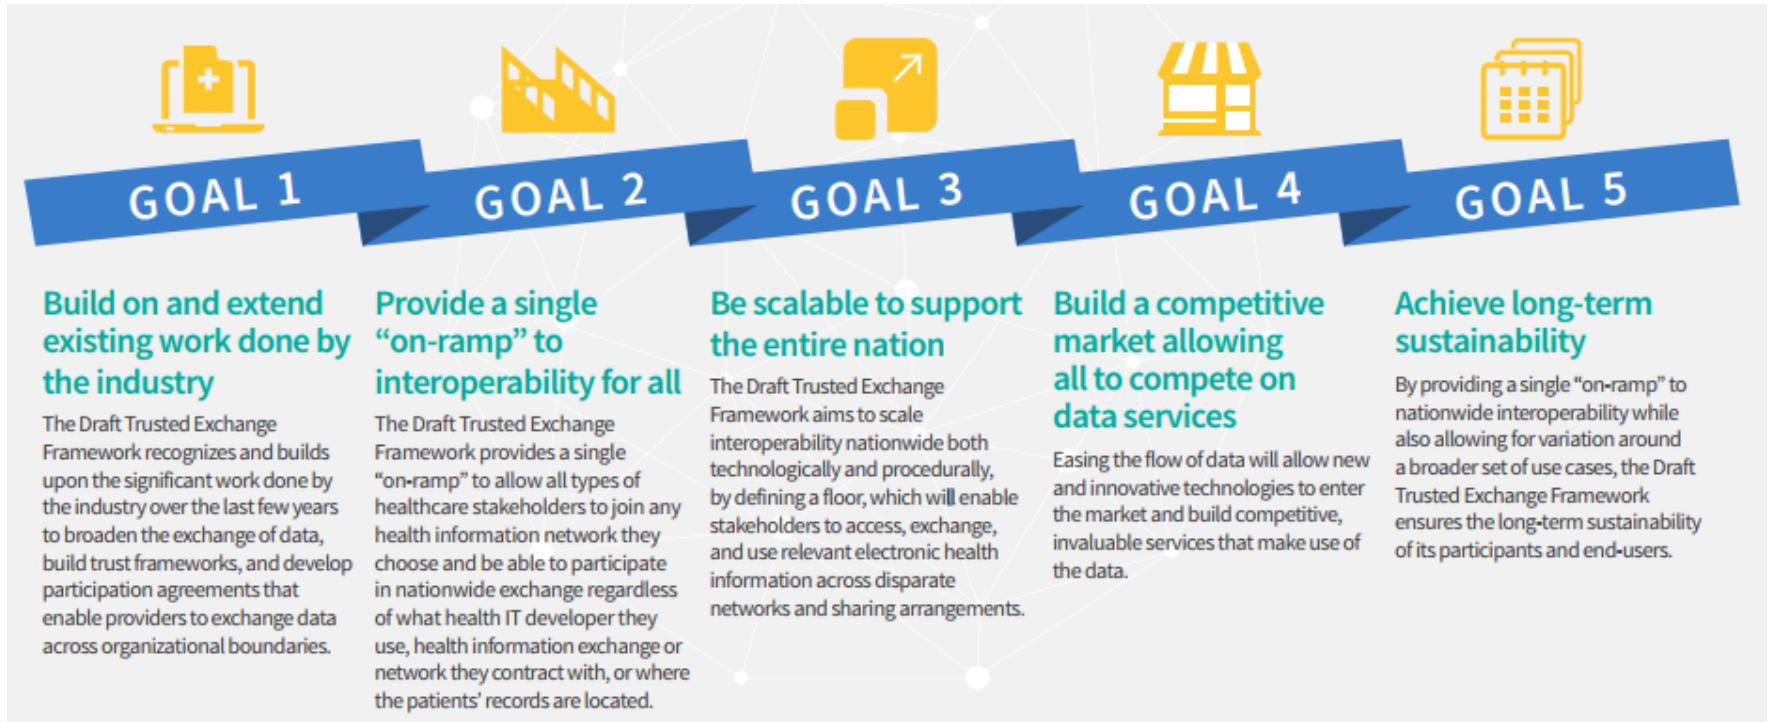 GOAL 1
GOAL 2
GOAL 3
GOAL 4
GOAL 5
Build on and extend
existing work done by
the industry
The Draft Trusted Exchange
Framework recognizes and builds
upon the significant work done by
the industry over the last few years
to broaden the exchange of data,
build trust frameworks, and develop
participation agreements that
enable providers to exchange data
across organizational boundaries.
Provide a single
“on-ramp” to
interoperability for all
The Draft Trusted Exchange
Framework provides a single
“on-ramp” to allow all types of
healthcare stakeholders to join any
health information network they
choose and be able to participate
in nationwide exchange regardless
of what health IT developer they
use, health information exchange or
network they contract with, or where
the patients’ records are located.
Be scalable to support
the entire nation
The Draft Trusted Exchange
Framework aims to scale
interoperability nationwide both
technologically and procedurally,
by defining a floor, which will enable
stakeholders to access, exchange,
and use relevant electronic health
information across disparate
networks and sharing arrangements.
Build a competitive
market allowing
all to compete on
data services
Easing the flow of data will allow new
and innovative technologies to enter
the market and build competitive,
invaluable services that make use of
the data.
Achieve long-term
sustainability
By providing a single “on-ramp” to
nationwide interoperability while
also allowing for variation around
a broader set of use cases, the Draft
Trusted Exchange Framework
ensures the long-term sustainability
of its participants and end-users.